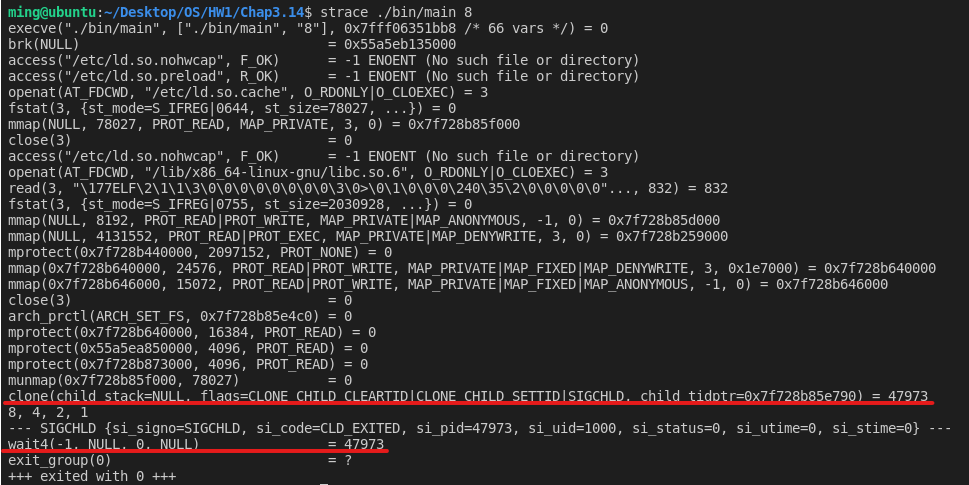 ming@ubuntu:~/Desktop/OS/HW1/Chap3.14$ strace ./bin/main 8
execve("./bin/main", ["./bin/main", "8"], 0x7fff06351bb8 /* 66 vars */) = 0
brk(NULL)                               = 0x55a5eb135000
access("/etc/ld.so.nohwcap", F_OK)      = -1 ENOENT (No such file or directory)
access("/etc/ld.so.preload", R_OK)      = -1 ENOENT (No such file or directory)
openat(AT_FDCWD, "/etc/ld.so.cache", O_RDONLY|O_CLOEXEC) = 3
fstat(3, {st_mode=S_IFREG|0644, st_size=78027, ...}) = 0
mmap(NULL, 78027, PROT_READ, MAP_PRIVATE, 3, 0) = 0x7f728b85f000
close(3)                                = 0
access("/etc/ld.so.nohwcap", F_OK)      = -1 ENOENT (No such file or directory)
openat(AT_FDCWD, "/lib/x86_64-linux-gnu/libc.so.6", O_RDONLY|O_CLOEXEC) = 3
read(3, "\177ELF\2\1\1\3\0\0\0\0\0\0\0\0\3\0>\0\1\0\0\0\240\35\2\0\0\0\0\0"..., 832) = 832
fstat(3, {st_mode=S_IFREG|0755, st_size=2030928, ...}) = 0
mmap(NULL, 8192, PROT_READ|PROT_WRITE, MAP_PRIVATE|MAP_ANONYMOUS, -1, 0) = 0x7f728b85d000
mmap(NULL, 4131552, PROT_READ|PROT_EXEC, MAP_PRIVATE|MAP_DENYWRITE, 3, 0) = 0x7f728b259000
mprotect(0x7f728b440000, 2097152, PROT_NONE) = 0
mmap(0x7f728b640000, 24576, PROT_READ|PROT_WRITE, MAP_PRIVATE|MAP_FIXED|MAP_DENYWRITE, 3, 0x1e7000) = 0x7f728b640000
mmap(0x7f728b646000, 15072, PROT_READ|PROT_WRITE, MAP_PRIVATE|MAP_FIXED|MAP_ANONYMOUS, -1, 0) = 0x7f728b646000
close(3)                                = 0
arch_prctl(ARCH_SET_FS, 0x7f728b85e4c0) = 0
mprotect(0x7f728b640000, 16384, PROT_READ) = 0
mprotect(0x55a5ea850000, 4096, PROT_READ) = 0
mprotect(0x7f728b873000, 4096, PROT_READ) = 0
munmap(0x7f728b85f000, 78027)           = 0
clone(child_stack=NULL, flags=CLONE_CHILD_CLEARTID|CLONE_CHILD_SETTID|SIGCHLD, child_tidptr=0x7f728b85e790) = 47973
8, 4, 2, 1
--- SIGCHLD {si_signo=SIGCHLD, si_code=CLD_EXITED, si_pid=47973, si_uid=1000, si_status=0, si_utime=0, si_stime=0} ---
wait4(-1, NULL, 0, NULL)                = 47973
exit_group(0)                           = ?
+++ exited with 0 +++